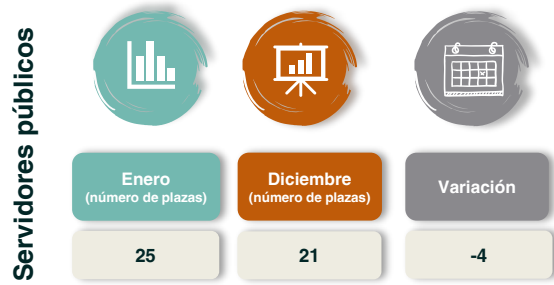 Servidores públicos
Enero
(número de plazas)
Diciembre
(número de plazas)
Variación
25
21
-4